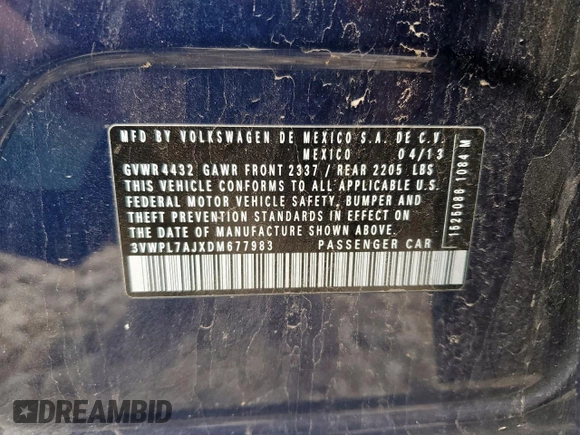 MFD BY VOLKSWAGEN DE MEXICO S.A. DE C.V.
MEXICO 04/13
GVWR 4432 GAWR FRONT 2337 / REAR 2205 LBS
THIS VEHICLE CONFORMS TO ALL APPLICABLE U.S.
FEDERAL MOTOR VEHICLE SAFETY, BUMPER AND
THEFT PREVENTION STANDARDS IN EFFECT ON
THE DATE OF MANUFACTURE SHOWN ABOVE.
3VWPL7AJXDM677983 PASSENGER CAR
1626086 1084 M
DREAMBID